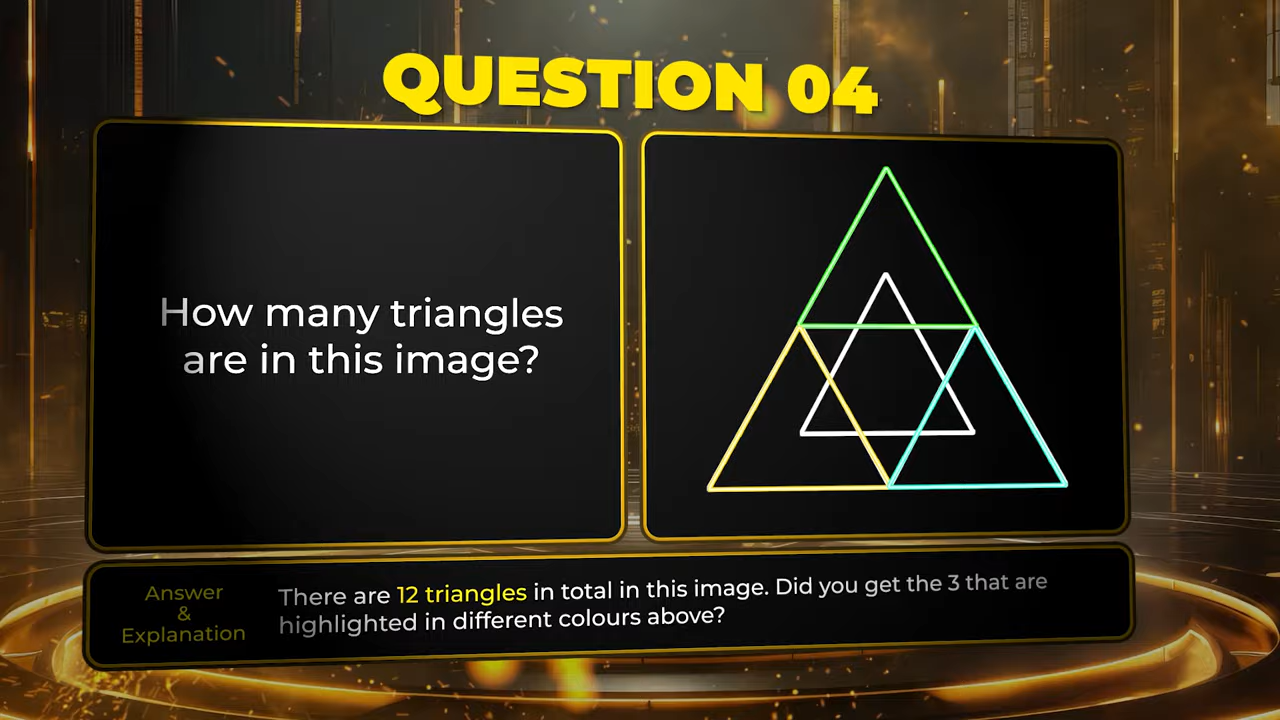 QUESTION 04
How many triangles
are in this image?
Answer
&
Explanation
There are 12 triangles in total in this image. Did you get the 3 that are
highlighted in different colours above?